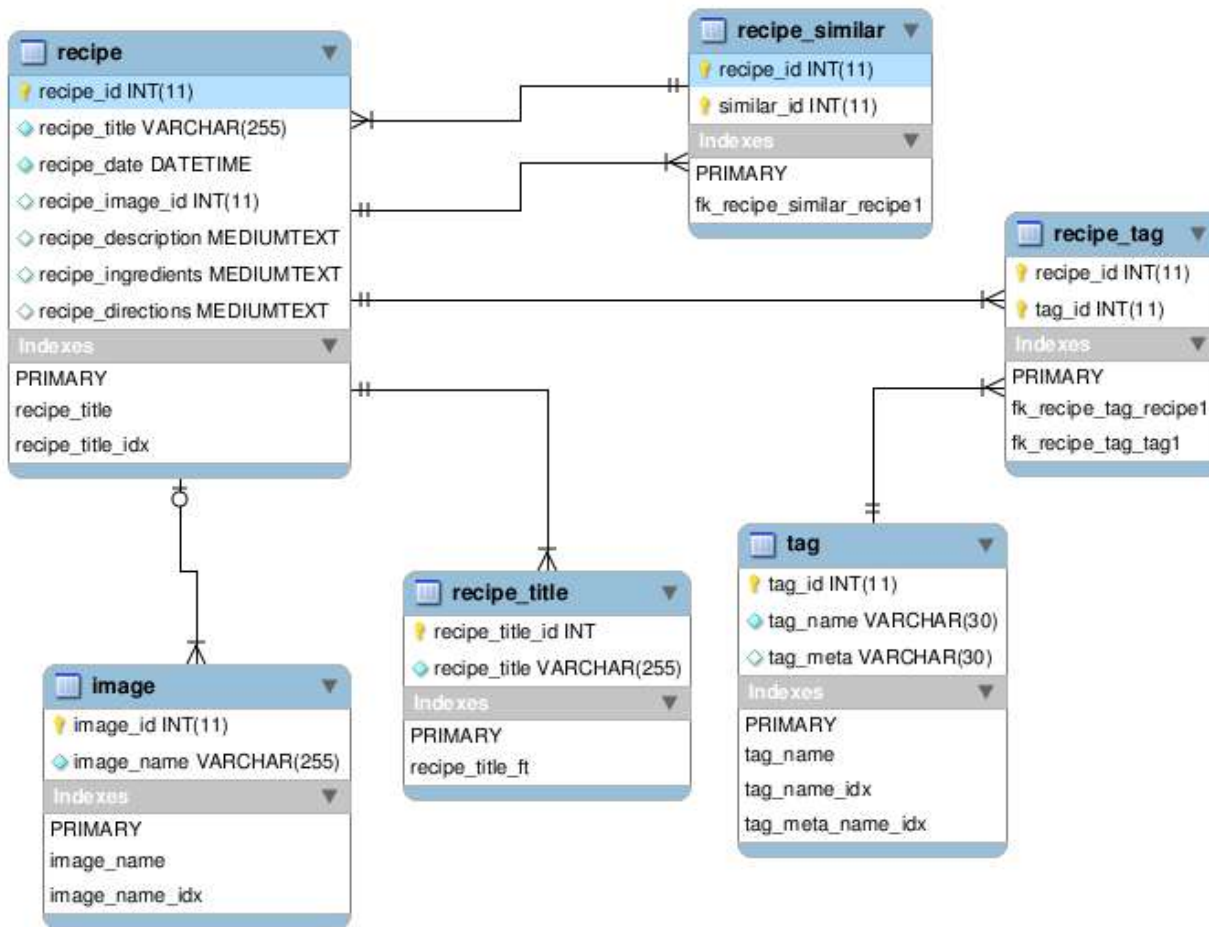 recipe
recipe_id INT(11)
recipe_title VARCHAR(255)
recipe_date DATETIME
recipe_image_id INT(11)
recipe_description MEDIUMTEXT
recipe_ingredients MEDIUMTEXT
recipe_directions MEDIUMTEXT
Indexes
PRIMARY
recipe_title
recipe_title_idx
recipe_similar
recipe_id INT(11)
similar_id INT(11)
Indexes
PRIMARY
fk_recipe_similar_recipe1
recipe_tag
recipe_id INT(11)
tag_id INT(11)
Indexes
PRIMARY
fk_recipe_tag_recipe1
fk_recipe_tag_tag1
image
image_id INT(11)
image_name VARCHAR(255)
Indexes
PRIMARY
image_name
image_name_idx
recipe_title
recipe_title_id INT
recipe_title VARCHAR(255)
Indexes
PRIMARY
recipe_title_ft
tag
tag_id INT(11)
tag_name VARCHAR(30)
tag_meta VARCHAR(30)
Indexes
PRIMARY
tag_name
tag_name_idx
tag_meta_name_idx